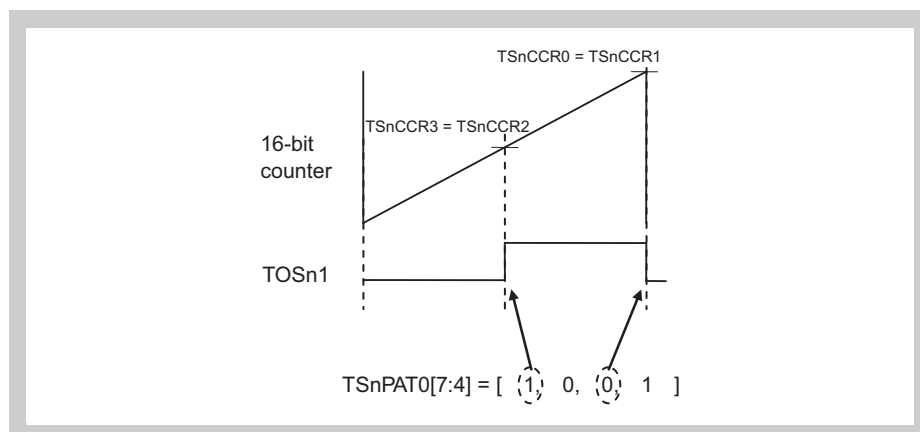 TSnCCR0 = TSnCCR1
TSnCCR3 = TSnCCR2
16-bit
counter
TOSn1
TSnPAT0[7:4] = [ 1, 0, 0, 1 ]